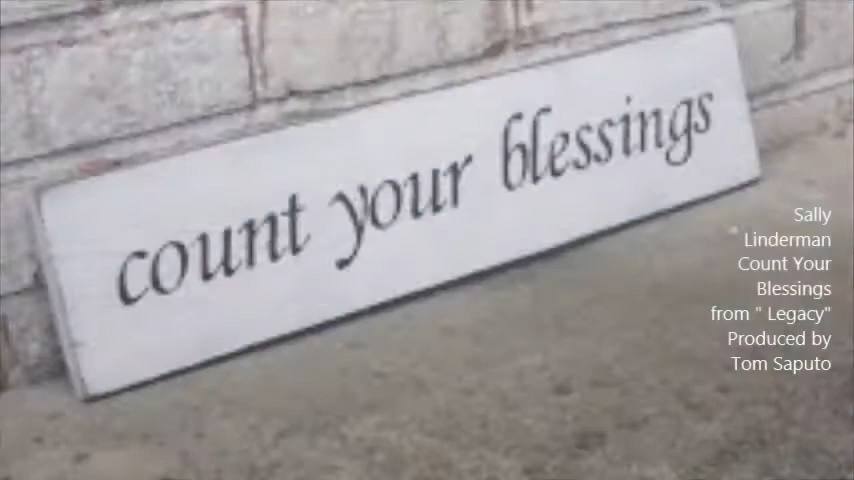 count your blessings
Sally
Linderman
Count Your
Blessings
from " Legacy"
Produced by
Tom Saputo